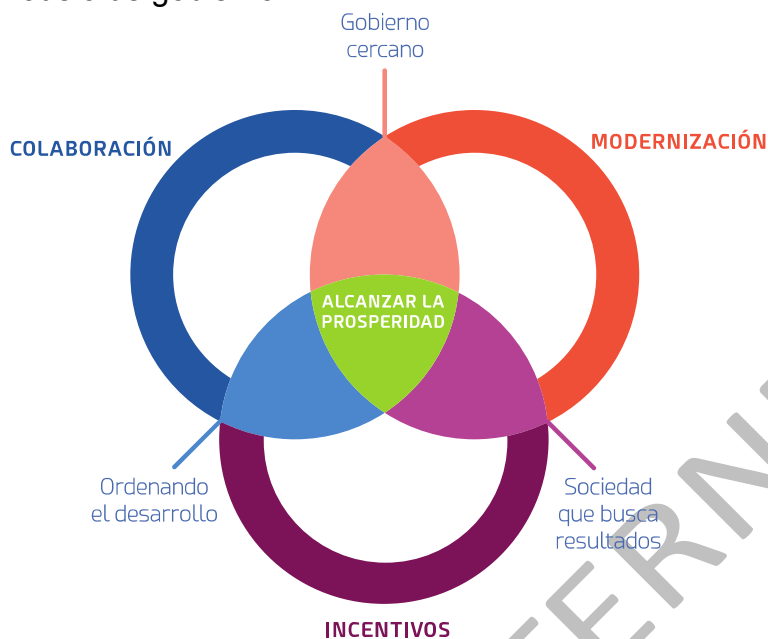 Gobierno
cercano
COLABORACIÓN
MODERNIZACIÓN
ALCANZAR LA
PROSPERIDAD
Ordenando
el desarrollo
Sociedad
que busca
resultados
INCENTIVOS